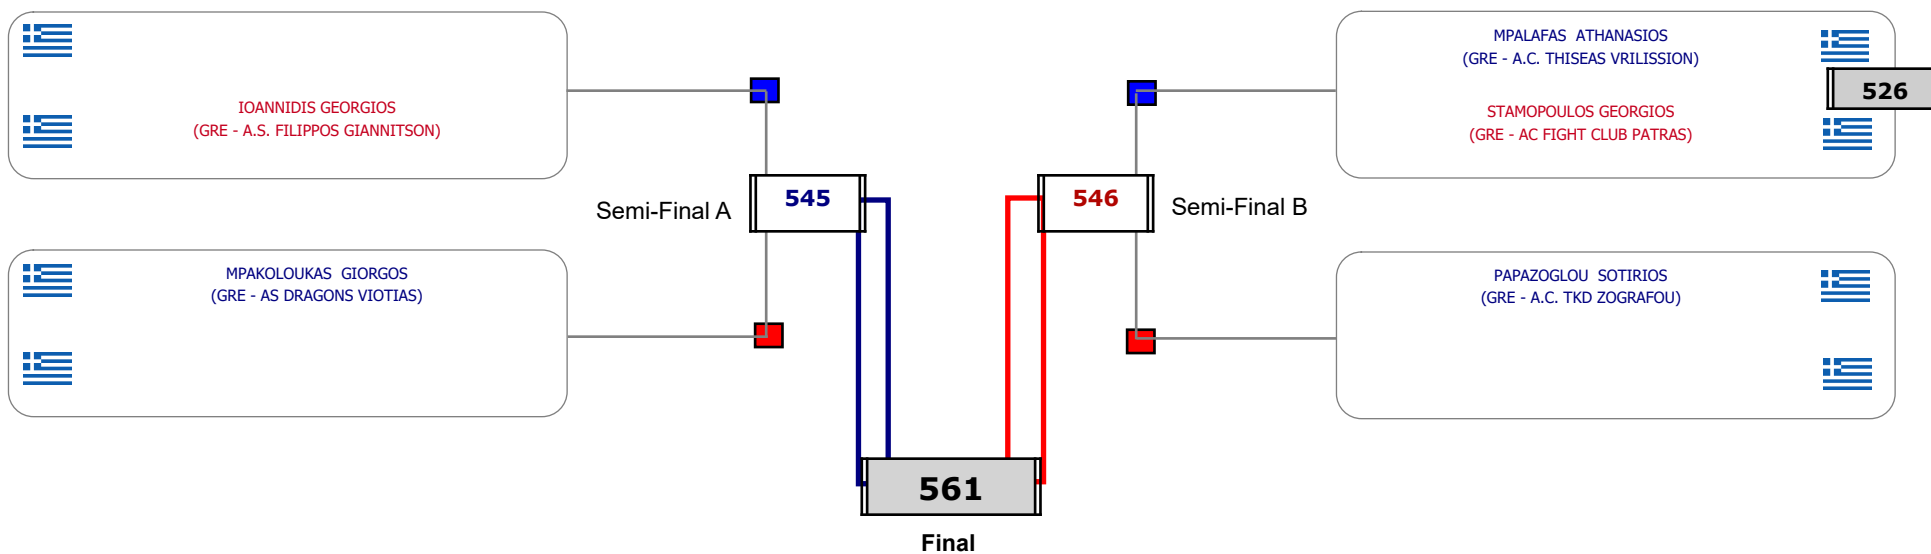 IOANNIDIS GEORGIOS
(GRE - A.S. FILIPPOS GIANNITSON)
MPALAFAS  ATHANASIOS
(GRE - A.C. THISEAS VRILISSION)
526
STAMOPOULOS GEORGIOS
(GRE - AC FIGHT CLUB PATRAS)
Semi-Final A
545
546
Semi-Final B
MPAKOLOUKAS  GIORGOS
(GRE - AS DRAGONS VIOTIAS)
PAPAZOGLOU  SOTIRIOS
(GRE - A.C. TKD ZOGRAFOU)
561
Final